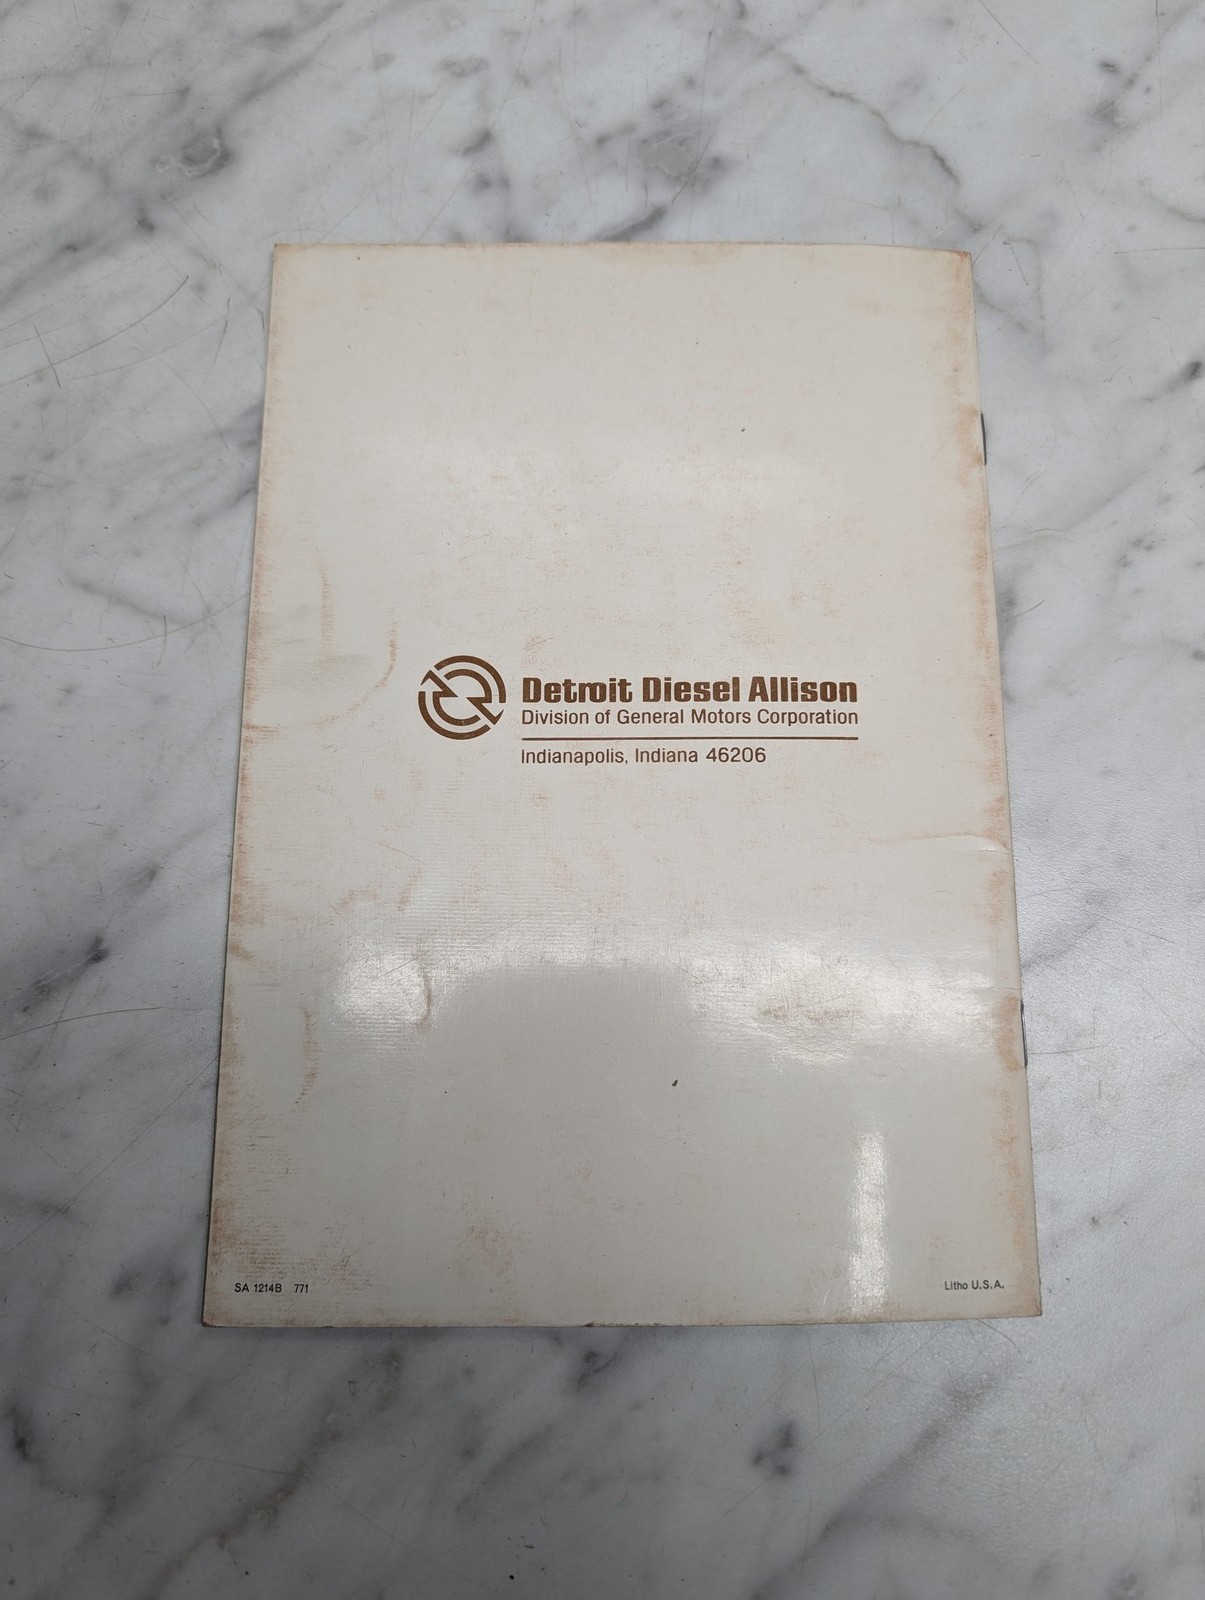 Detroit Diesel Allison
Division of General Motors Corporation
Indianapolis, Indiana 46206
SA 1214B 771
Litho U.S.A.